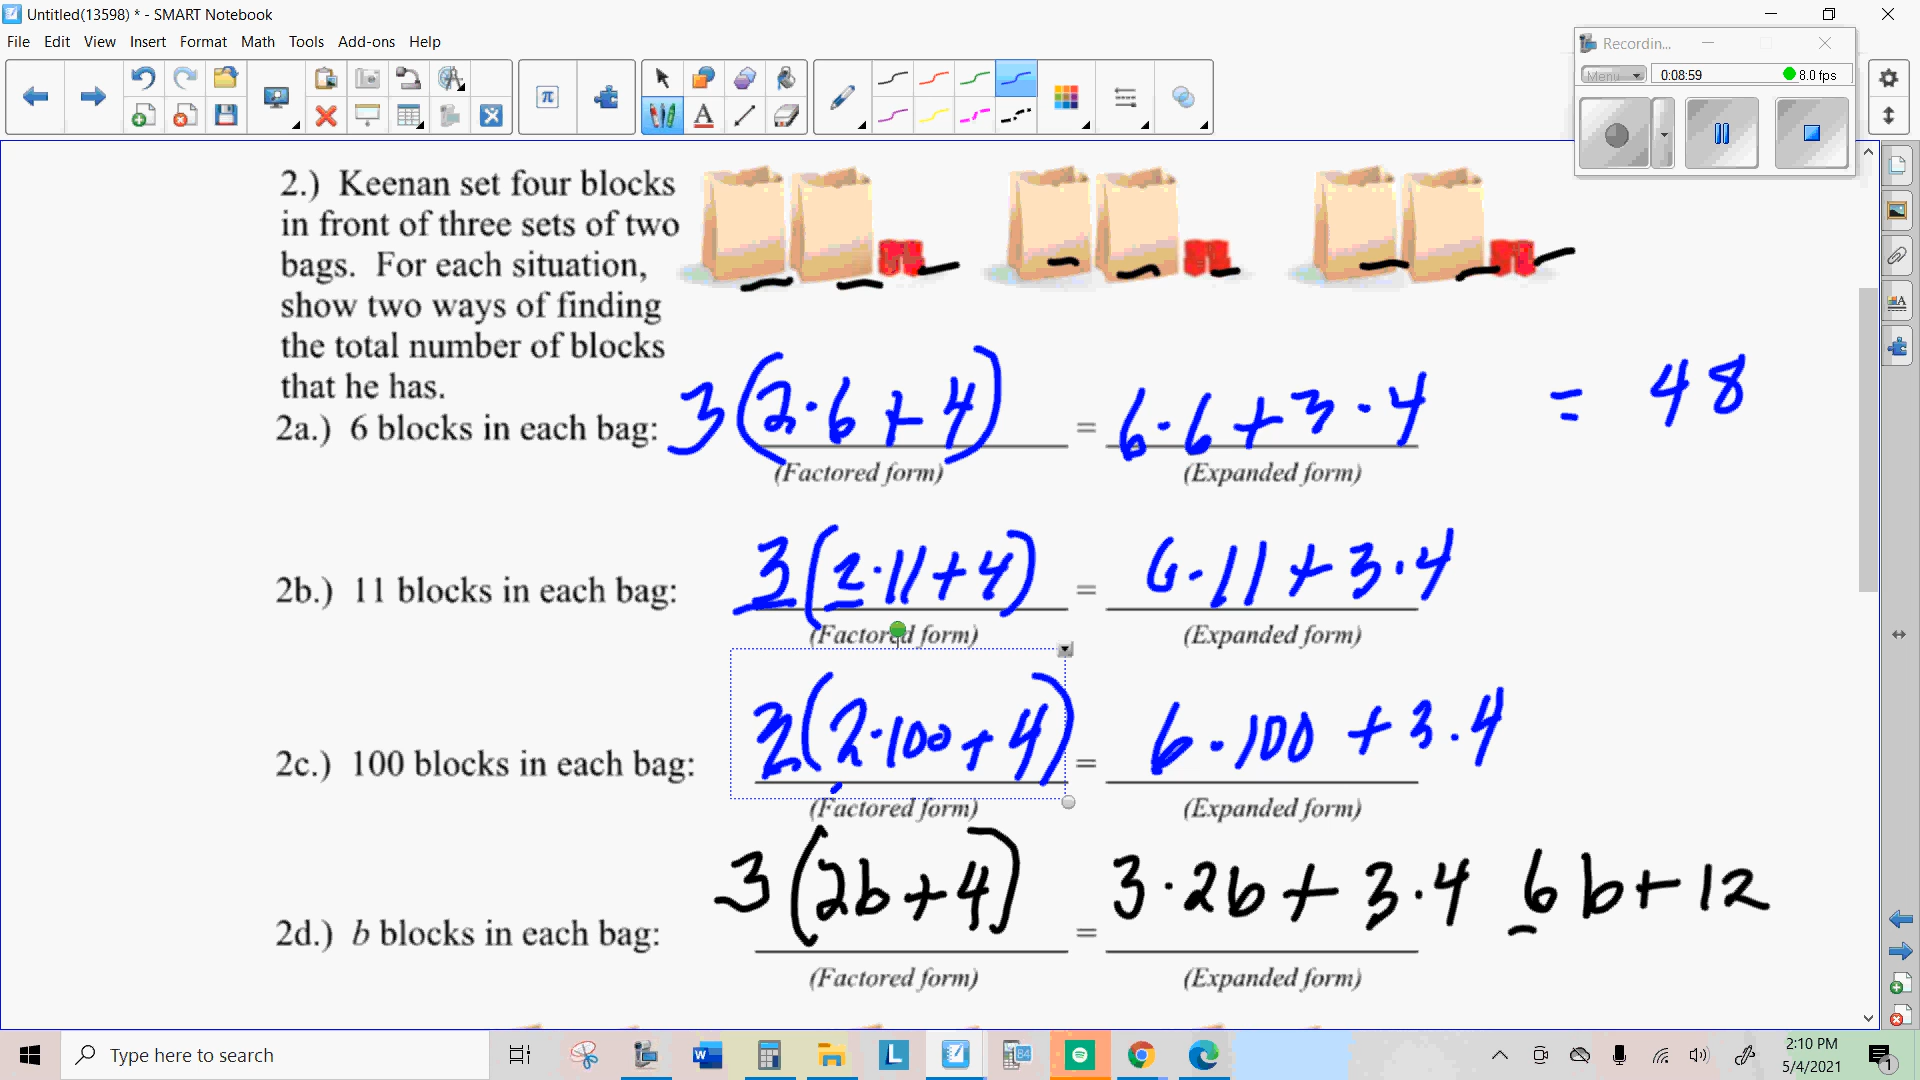 Untitled(13598) * - SMART Notebook
File Edit View Insert Format Math Tools Add-ons Help
Recordin...
Menu 0:08:59 8.0 fps
2.) Keenan set four blocks
in front of three sets of two
bags. For each situation,
show two ways of finding
the total number of blocks
that he has.
2a.) 6 blocks in each bag: 3(2·6+4) = 6·6+3·4 = 48
(Factored form) (Expanded form)
2b.) 11 blocks in each bag: 3(2·11+4) = 6·11+3·4
(Factored form) (Expanded form)
2c.) 100 blocks in each bag: 3(2·100+4) = 6·100+3·4
(Factored form) (Expanded form)
2d.) b blocks in each bag: 3(2b+4) = 3·2b+3·4 6b+12
(Factored form) (Expanded form)
Type here to search
2:10 PM
5/4/2021
1